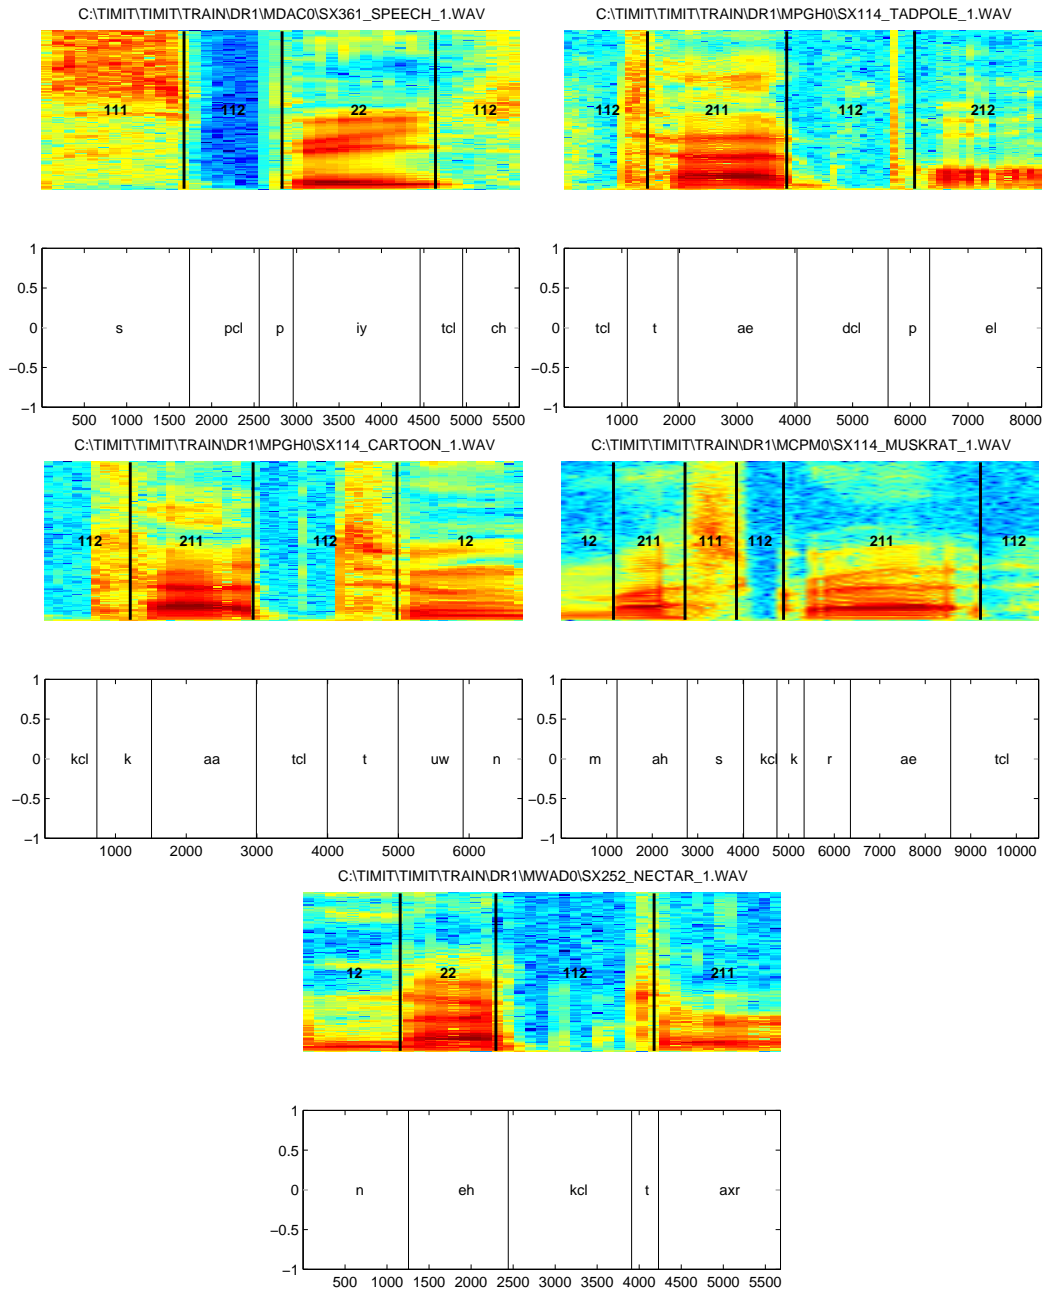 C:\TIMIT\TIMIT\TRAIN\DR1\MDAC0\SX361_SPEECH_1.WAV
111 112 22 112
1
0.5
0
−0.5
−1
s pcl p iy tcl ch
500 1000 1500 2000 2500 3000 3500 4000 4500 5000 5500
C:\TIMIT\TIMIT\TRAIN\DR1\MPGH0\SX114_TADPOLE_1.WAV
112 211 112 212
1
0.5
0
−0.5
−1
tcl t ae dcl p el
1000 2000 3000 4000 5000 6000 7000 8000
C:\TIMIT\TIMIT\TRAIN\DR1\MPGH0\SX114_CARTOON_1.WAV
112 211 112 12
1
0.5
0
−0.5
−1
kcl k aa tcl t uw n
1000 2000 3000 4000 5000 6000
C:\TIMIT\TIMIT\TRAIN\DR1\MCPM0\SX114_MUSKRAT_1.WAV
12 211 111 112 211 112
1
0.5
0
−0.5
−1
m ah s kcl k r ae tcl
1000 2000 3000 4000 5000 6000 7000 8000 9000 10000
C:\TIMIT\TIMIT\TRAIN\DR1\MWAD0\SX252_NECTAR_1.WAV
12 22 112 211
1
0.5
0
−0.5
−1
n eh kcl t axr
500 1000 1500 2000 2500 3000 3500 4000 4500 5000 5500